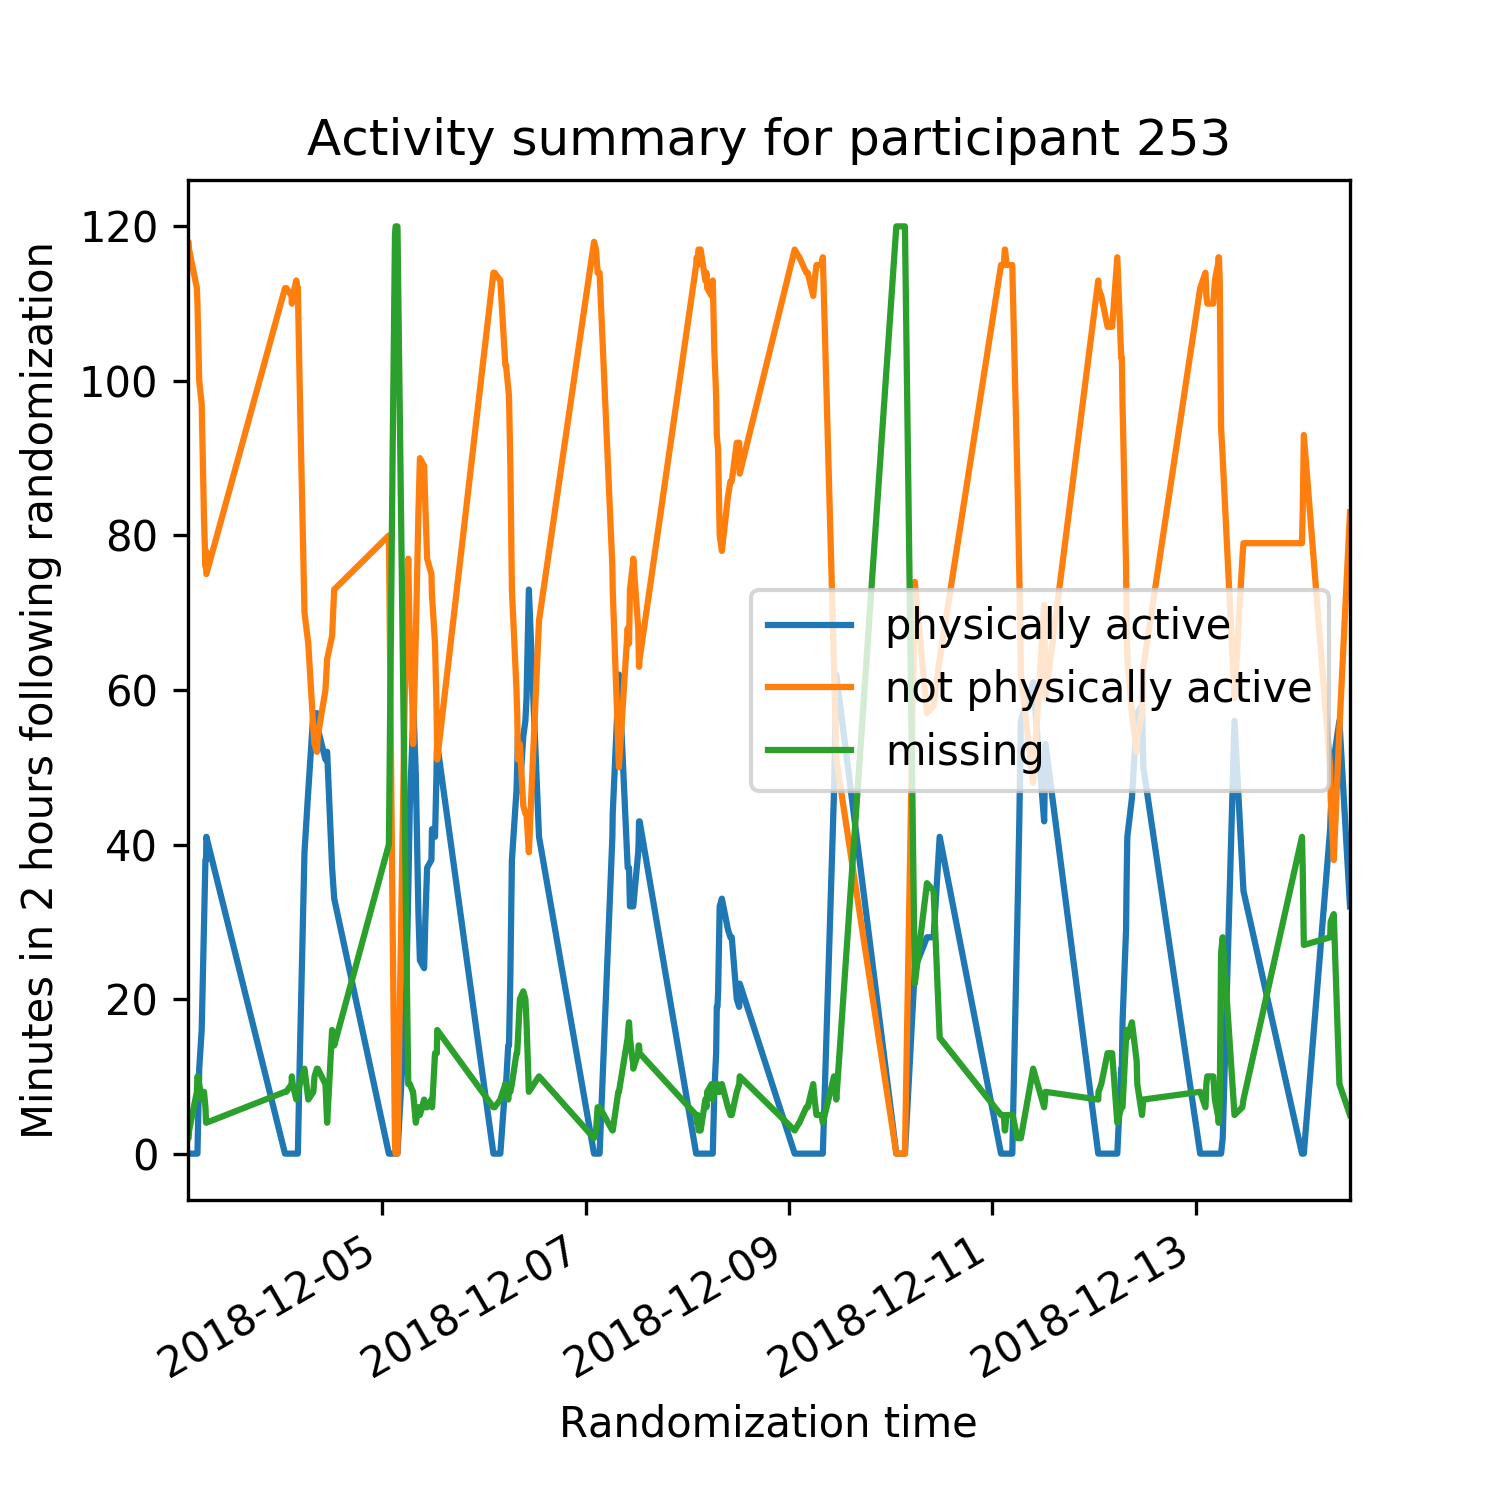 Activity summary for participant 253
Minutes in 2 hours following randomization
120
100
80
60
40
20
0
physically active
not physically active
missing
2018-12-05
2018-12-07
2018-12-09
2018-12-11
2018-12-13
Randomization time